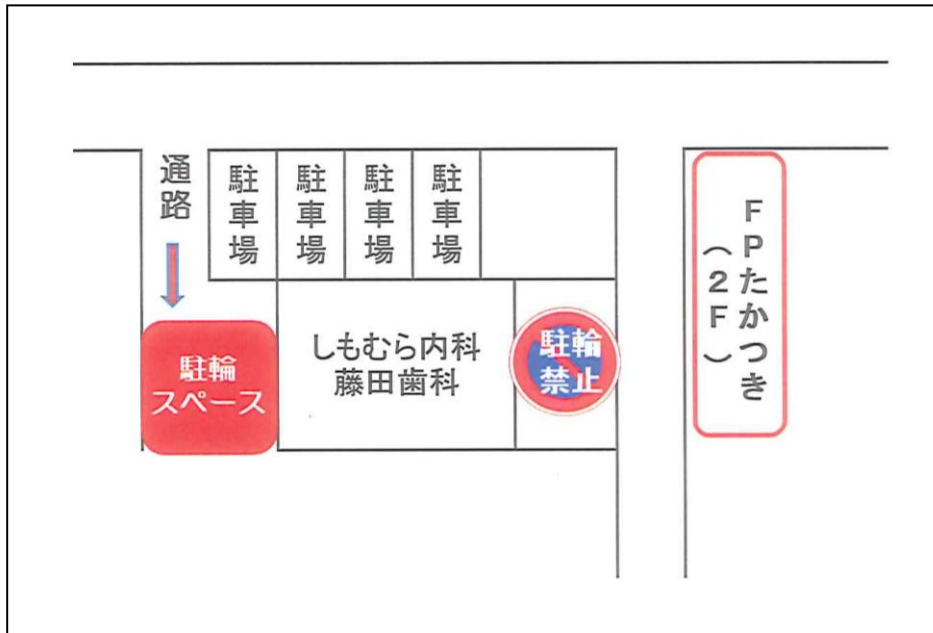 通路
駐車場
駐車場
駐車場
駐車場
FPたかつき
（2F）
駐輪
スペース
しもむら内科
藤田歯科
駐輪
禁止